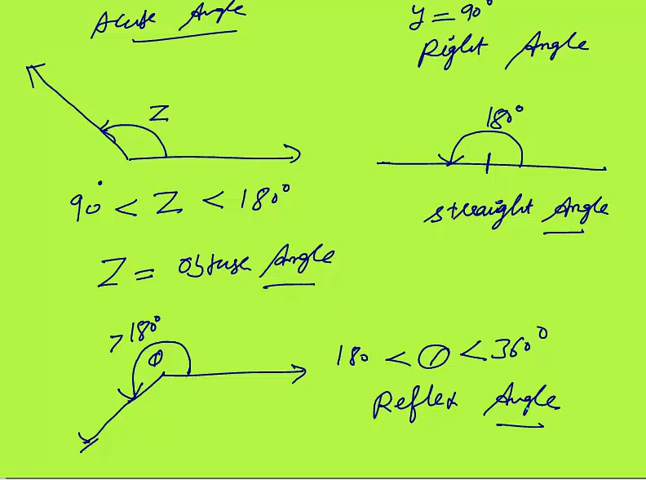 Acute Angle
y = 90°
Right Angle
Z
180°
90° < Z < 180°
straight Angle
Z = obtuse Angle
>180°
θ
180 < θ < 360°
Reflex Angle